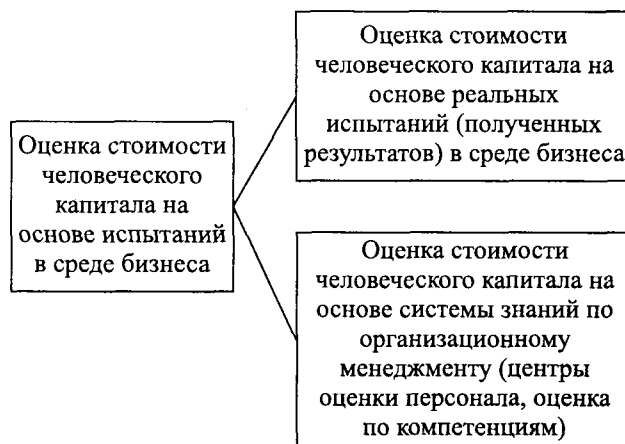 Оценка стоимости
человеческого
капитала на
основе испытаний
в среде бизнеса
Оценка стоимости
человеческого капитала на
основе реальных
испытаний (полученных
результатов) в среде бизнеса
Оценка стоимости
человеческого капитала на
основе системы знаний по
организационному
менеджменту (центры
оценки персонала, оценка
по компетенциям)